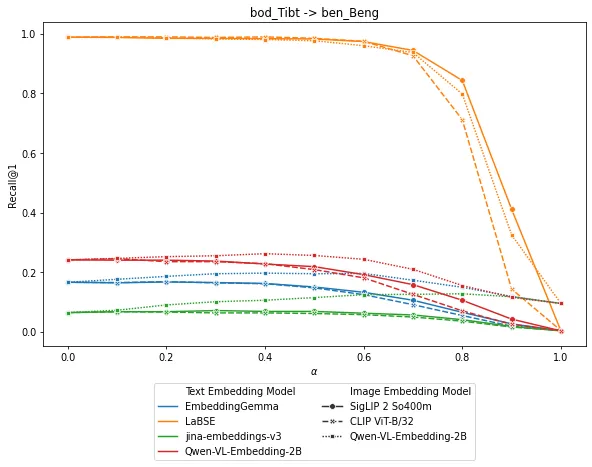 bod_Tibt -> ben_Beng
1.0
0.8
0.6
0.4
0.2
0.0
Recall@1
0.0 0.2 0.4 0.6 0.8 1.0
α
Text Embedding Model Image Embedding Model
EmbeddingGemma SigLIP 2 So400m
LaBSE CLIP ViT-B/32
jina-embeddings-v3 Qwen-VL-Embedding-2B
Qwen-VL-Embedding-2B